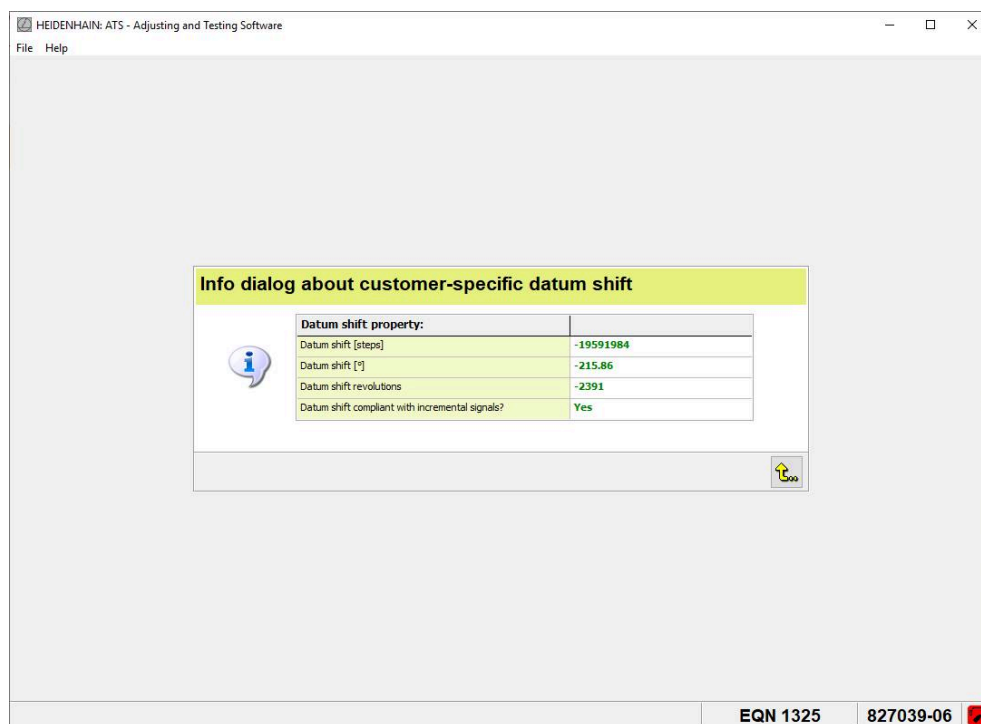 HEIDENHAIN: ATS - Adjusting and Testing Software
File Help
Info dialog about customer-specific datum shift
Datum shift property:
Datum shift [steps] -19591984
Datum shift [°] -215.86
Datum shift revolutions -2391
Datum shift compliant with incremental signals? Yes
EQN 1325 827039-06